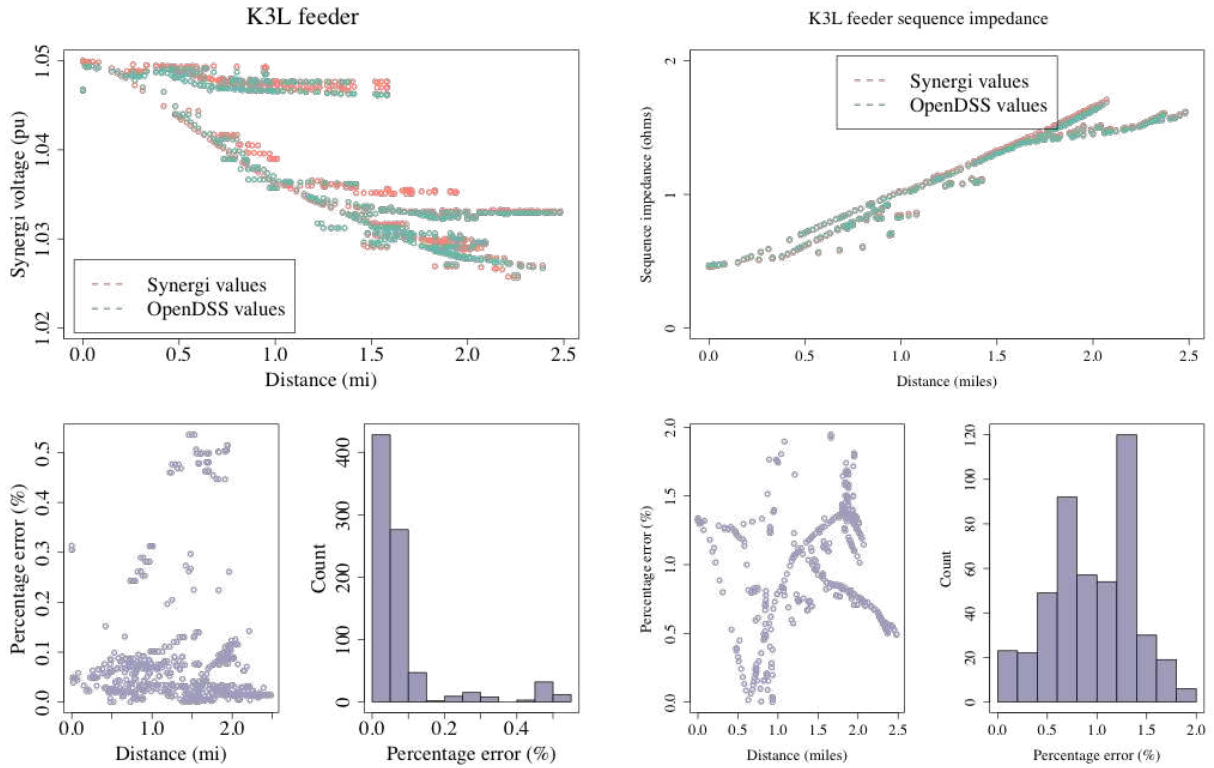 K3L feeder
Synergi voltage (pu)
1.05
1.04
1.03
1.02
Synergi values
OpenDSS values
0.0 0.5 1.0 1.5 2.0 2.5
Distance (mi)
K3L feeder sequence impedance
Sequence impedance (ohms)
2
1
0
Synergi values
OpenDSS values
0.0 0.5 1.0 1.5 2.0 2.5
Distance (miles)
Percentage error (%)
0.5
0.4
0.3
0.2
0.1
0.0
0.0 1.0 2.0
Distance (mi)
Count
400
300
200
100
0
0.0 0.2 0.4
Percentage error (%)
Percentage error (%)
2.0
1.5
1.0
0.5
0.0
0.0 0.5 1.0 1.5 2.0 2.5
Distance (miles)
Count
120
100
80
60
40
20
0
0.0 0.5 1.0 1.5 2.0
Percentage error (%)